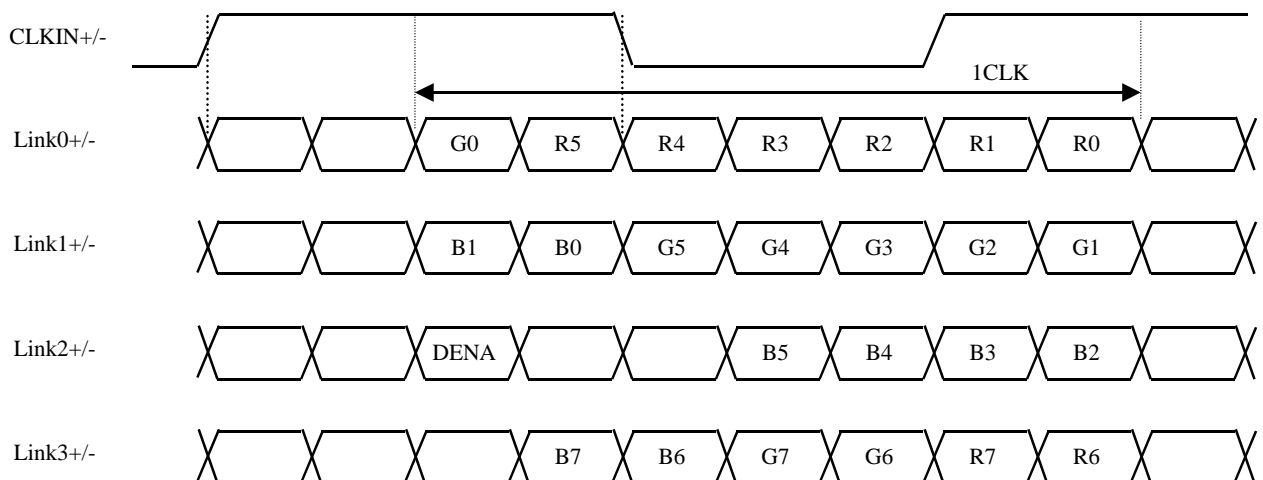 CLKIN+/-
1CLK
Link0+/- G0 R5 R4 R3 R2 R1 R0
Link1+/- B1 B0 G5 G4 G3 G2 G1
Link2+/- DENA B5 B4 B3 B2
Link3+/- B7 B6 G7 G6 R7 R6